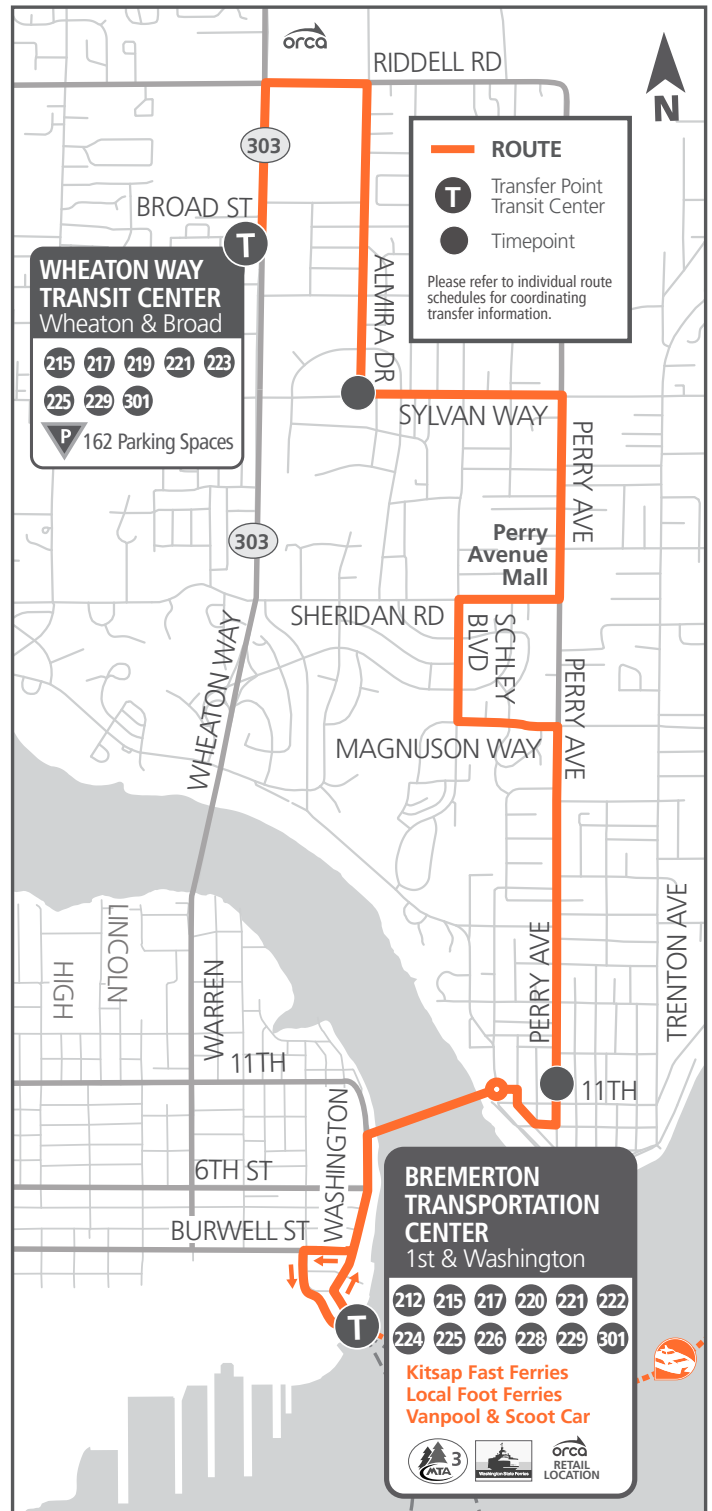 orca
RIDDELL RD
N
303
ROUTE
T
Transfer Point
Transit Center
Timepoint
Please refer to individual route
schedules for coordinating
transfer information.
BROAD ST
T
WHEATON WAY
TRANSIT CENTER
Wheaton & Broad
215 217 219 221 223
225 229 301
P 162 Parking Spaces
ALMIRA DR
SYLVAN WAY
PERRY AVE
303
Perry
Avenue
Mall
SHERIDAN RD
SCHLEY
BLVD
WHEATON WAY
PERRY AVE
MAGNUSON WAY
LINCOLN
HIGH
WARREN
PERRY AVE
TRENTON AVE
11TH
11TH
WASHINGTON
6TH ST
BURWELL ST
T
BREMERTON
TRANSPORTATION
CENTER
1st & Washington
212 215 217 220 221 222
224 225 226 228 229 301
Kitsap Fast Ferries
Local Foot Ferries
Vanpool & Scoot Car
MTA 3
Washington State Ferries
orca
RETAIL
LOCATION